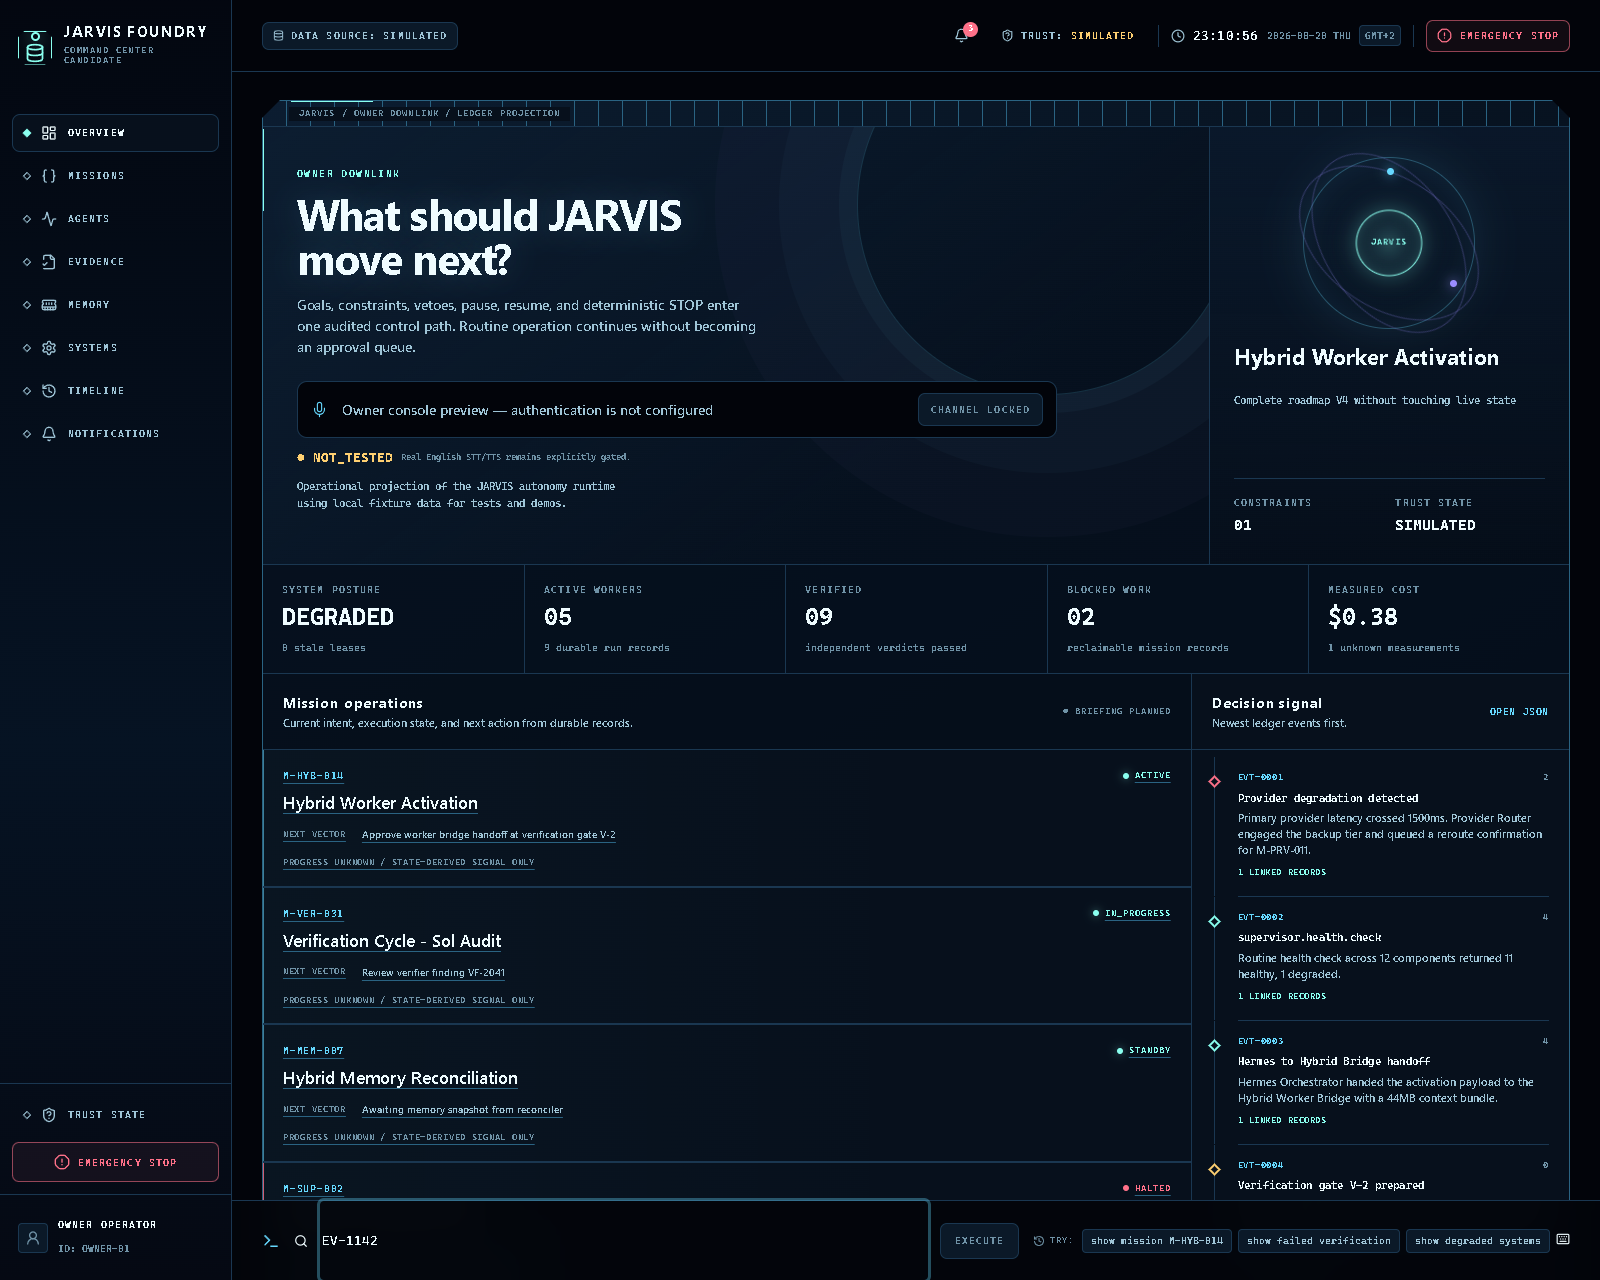 JARVIS FOUNDRY
COMMAND CENTER
CANDIDATE
OVERVIEW
MISSIONS
AGENTS
EVIDENCE
MEMORY
SYSTEMS
TIMELINE
NOTIFICATIONS
TRUST STATE
EMERGENCY STOP
OWNER OPERATOR
ID: OWNER-01
DATA SOURCE: SIMULATED
3
TRUST: SIMULATED
23:10:56 2026-08-20 THU GMT+2
EMERGENCY STOP
JARVIS / OWNER DOWNLINK / LEDGER PROJECTION
OWNER DOWNLINK
What should JARVIS
move next?
Goals, constraints, vetoes, pause, resume, and deterministic STOP enter
one audited control path. Routine operation continues without becoming
an approval queue.
Owner console preview — authentication is not configured
CHANNEL LOCKED
NOT_TESTED Real English STT/TTS remains explicitly gated.
Operational projection of the JARVIS autonomy runtime
using local fixture data for tests and demos.
JARVIS
Hybrid Worker Activation
Complete roadmap V4 without touching live state
CONSTRAINTS
01
TRUST STATE
SIMULATED
SYSTEM POSTURE
DEGRADED
0 stale leases
ACTIVE WORKERS
05
9 durable run records
VERIFIED
09
independent verdicts passed
BLOCKED WORK
02
reclaimable mission records
MEASURED COST
$0.38
1 unknown measurements
Mission operations
Current intent, execution state, and next action from durable records.
BRIEFING PLANNED
M-HYB-014
ACTIVE
Hybrid Worker Activation
NEXT VECTOR Approve worker bridge handoff at verification gate V-2
PROGRESS UNKNOWN / STATE-DERIVED SIGNAL ONLY
M-VER-031
IN_PROGRESS
Verification Cycle - Sol Audit
NEXT VECTOR Review verifier finding VF-2041
PROGRESS UNKNOWN / STATE-DERIVED SIGNAL ONLY
M-MEM-007
STANDBY
Hybrid Memory Reconciliation
NEXT VECTOR Awaiting memory snapshot from reconciler
PROGRESS UNKNOWN / STATE-DERIVED SIGNAL ONLY
M-SUP-002
HALTED
Decision signal
Newest ledger events first.
OPEN JSON
EVT-0001 2
Provider degradation detected
Primary provider latency crossed 1500ms. Provider Router
engaged the backup tier and queued a reroute confirmation
for M-PRV-011.
1 LINKED RECORDS
EVT-0002 4
supervisor.health.check
Routine health check across 12 components returned 11
healthy, 1 degraded.
1 LINKED RECORDS
EVT-0003 4
Hermes to Hybrid Bridge handoff
Hermes Orchestrator handed the activation payload to the
Hybrid Worker Bridge with a 44MB context bundle.
1 LINKED RECORDS
EVT-0004 0
Verification gate V-2 prepared
EV-1142
EXECUTE
TRY:
show mission M-HYB-014
show failed verification
show degraded systems